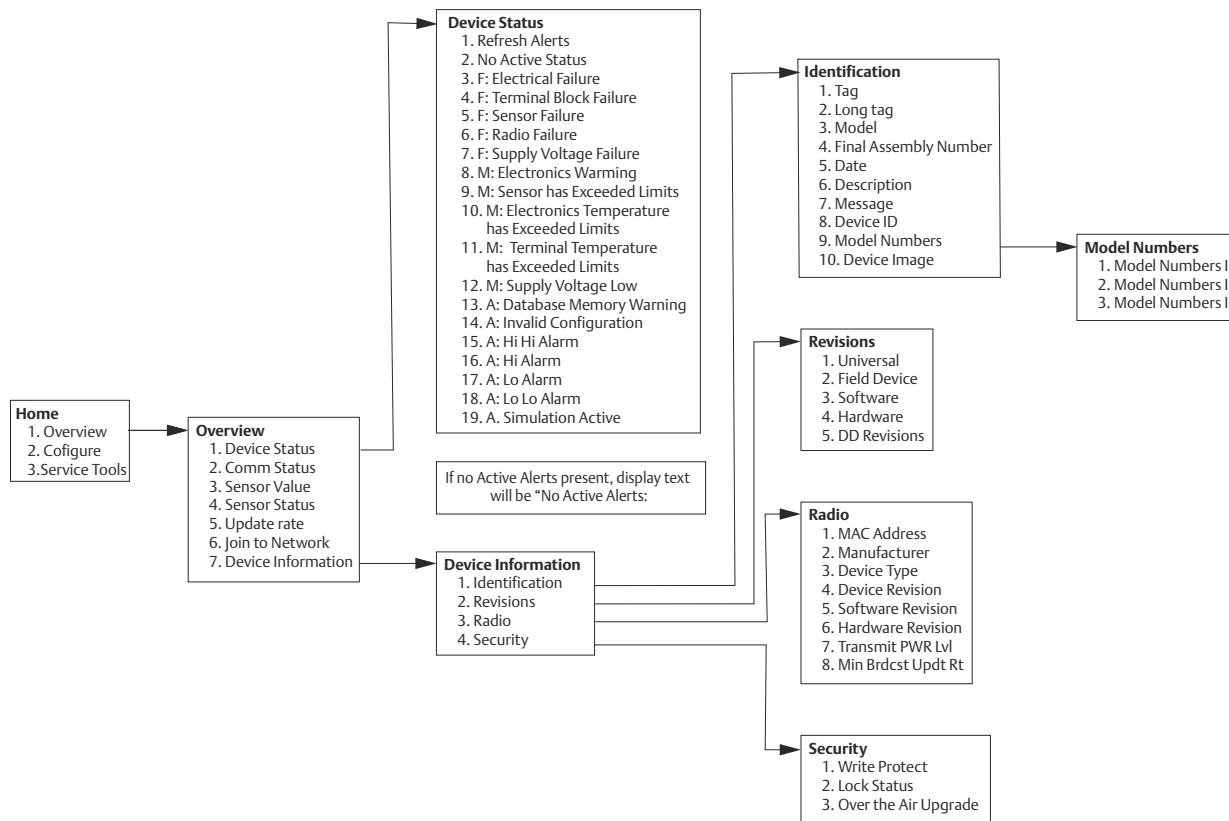 Home
1. Overview
2. Cofigure
3.Service Tools
Overview
1. Device Status
2. Comm Status
3. Sensor Value
4. Sensor Status
5. Update rate
6. Join to Network
7. Device Information
Device Status
1. Refresh Alerts
2. No Active Status
3. F: Electrical Failure
4. F: Terminal Block Failure
5. F: Sensor Failure
6. F: Radio Failure
7. F: Supply Voltage Failure
8. M: Electronics Warming
9. M: Sensor has Exceeded Limits
10. M: Electronics Temperature
has Exceeded Limits
11. M: Terminal Temperature
has Exceeded Limits
12. M: Supply Voltage Low
13. A: Database Memory Warning
14. A: Invalid Configuration
15. A: Hi Hi Alarm
16. A: Hi Alarm
17. A: Lo Alarm
18. A: Lo Lo Alarm
19. A. Simulation Active
If no Active Alerts present, display text
will be “No Active Alerts:
Device Information
1. Identification
2. Revisions
3. Radio
4. Security
Identification
1. Tag
2. Long tag
3. Model
4. Final Assembly Number
5. Date
6. Description
7. Message
8. Device ID
9. Model Numbers
10. Device Image
Model Numbers
1. Model Numbers I
2. Model Numbers I
3. Model Numbers I
Revisions
1. Universal
2. Field Device
3. Software
4. Hardware
5. DD Revisions
Radio
1. MAC Address
2. Manufacturer
3. Device Type
4. Device Revision
5. Software Revision
6. Hardware Revision
7. Transmit PWR Lvl
8. Min Brdcst Updt Rt
Security
1. Write Protect
2. Lock Status
3. Over the Air Upgrade